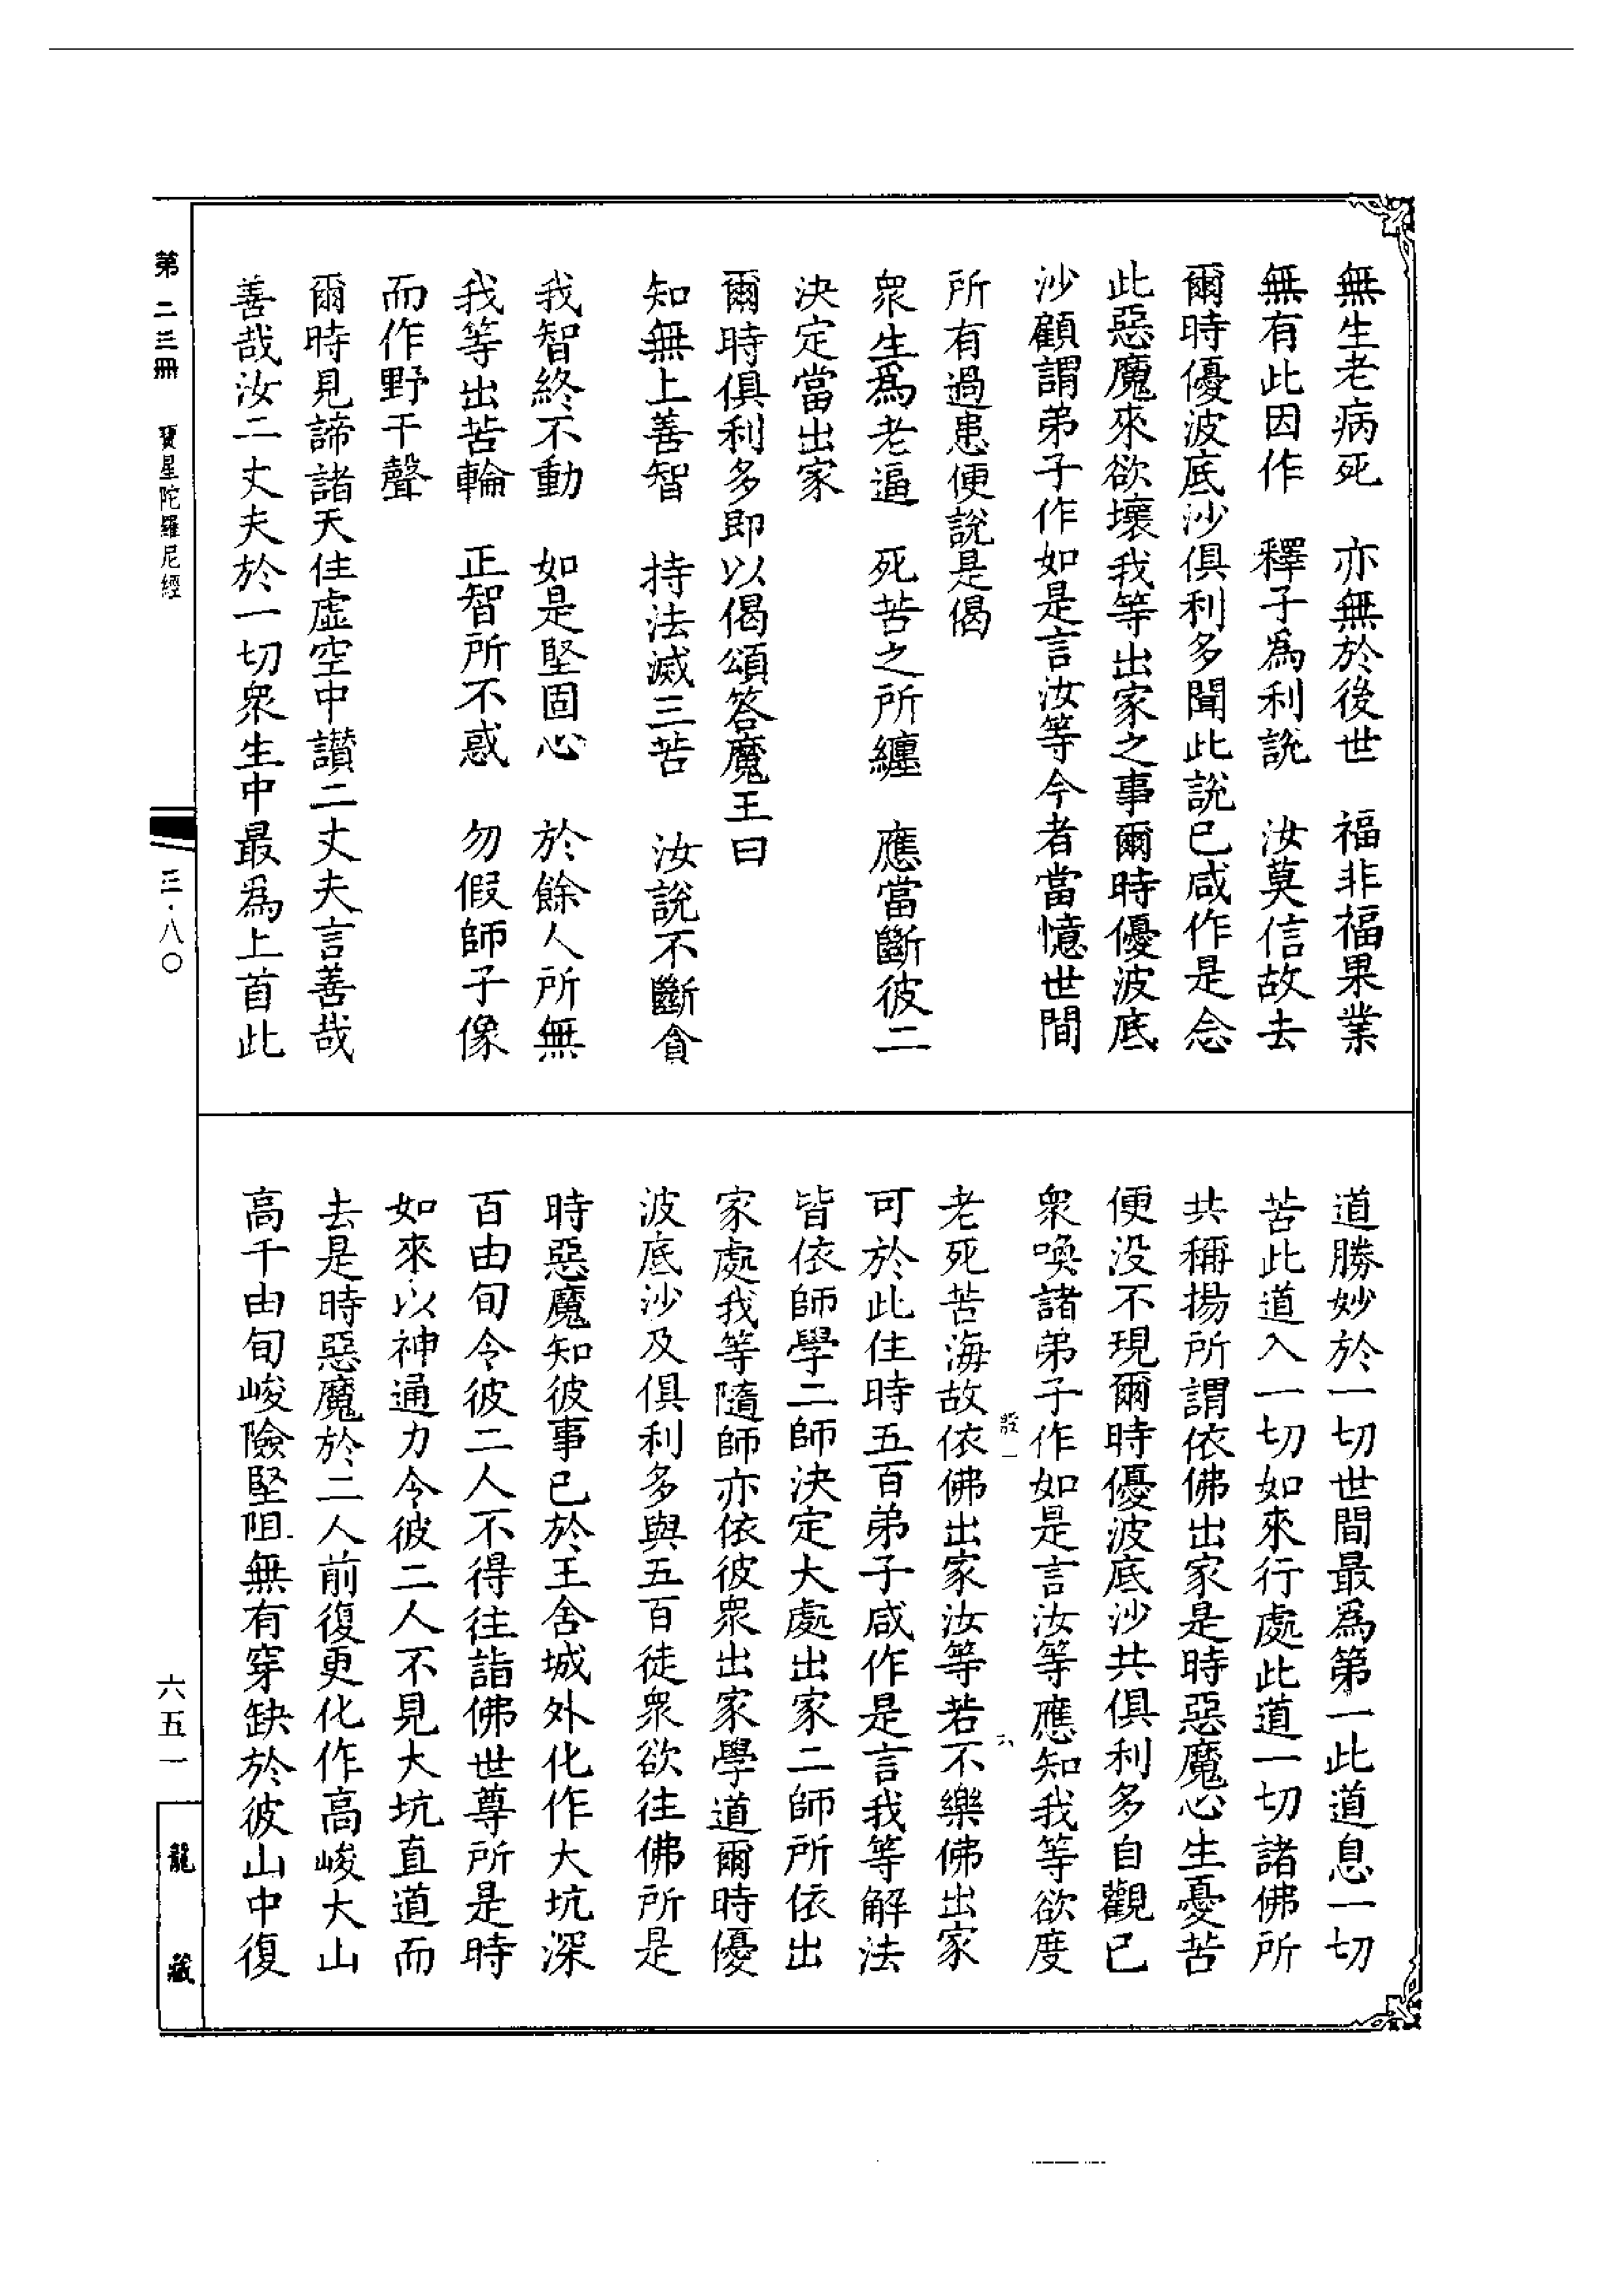 無生老病死　亦無於後世　福非福果業
無有此因作　釋子爲利說　汝莫信故去
爾時優波底沙俱利多聞此說已咸作是念
此惡魔來欲壞我等出家之事爾時優波底
沙顧謂弟子作如是言汝等今者當憶世間
所有過患便說是偈
眾生爲老逼　死苦之所纏　應當斷彼二
決定當出家
爾時俱利多即以偈頌答魔王曰
知無上善智　持法滅三苦　汝說不斷貪
我智終不動　如是堅固心　於餘人所無
我等出苦輪　正智所不惑　勿假師子像
而作野干聲
爾時見諦諸天住虛空中讃二丈夫言善哉
善哉汝二丈夫於一切眾生中最爲上首此
道勝妙於一切世間最爲第一此道息一切
苦此道入一切如來行處此道一切諸佛所
共稱揚所謂依佛出家是時惡魔心生憂苦
便没不現爾時優波底沙共俱利多自觀已
眾喚諸弟子作如是言汝等應知我等欲度
老死苦海故依佛出家汝等若不樂佛出家
可於此住時五百弟子咸作是言我等解法
皆依師學二師決定大處出家二師所依出
家處我等隨師亦依彼眾出家學道爾時優
波底沙及俱利多與五百徒眾欲往佛所是
時惡魔知彼事已於王舍城外化作大坑深
百由旬令彼二人不得往詣佛世尊所是時
如來以神通力令彼二人不見大坑直道而
去是時惡魔於二人前復更化作高峻大山
高千由旬峻險堅阻無有穿缺於彼山中復
第二三冊　寶星陀羅尼經
三·八〇
六五一
龍藏